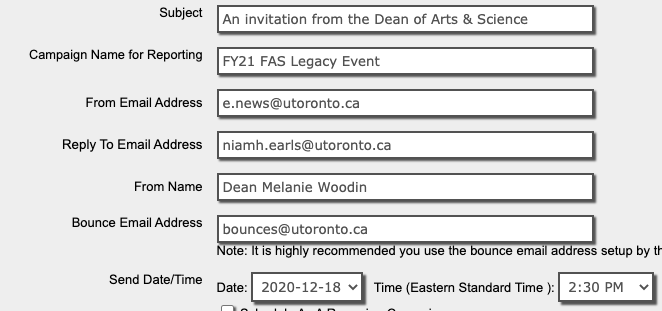 Subject An invitation from the Dean of Arts & Science
Campaign Name for Reporting FY21 FAS Legacy Event
From Email Address e.news@utoronto.ca
Reply To Email Address niamh.earls@utoronto.ca
From Name Dean Melanie Woodin
Bounce Email Address bounces@utoronto.ca
Note: It is highly recommended you use the bounce email address setup by th
Send Date/Time Date: 2020-12-18 Time (Eastern Standard Time ): 2:30 PM